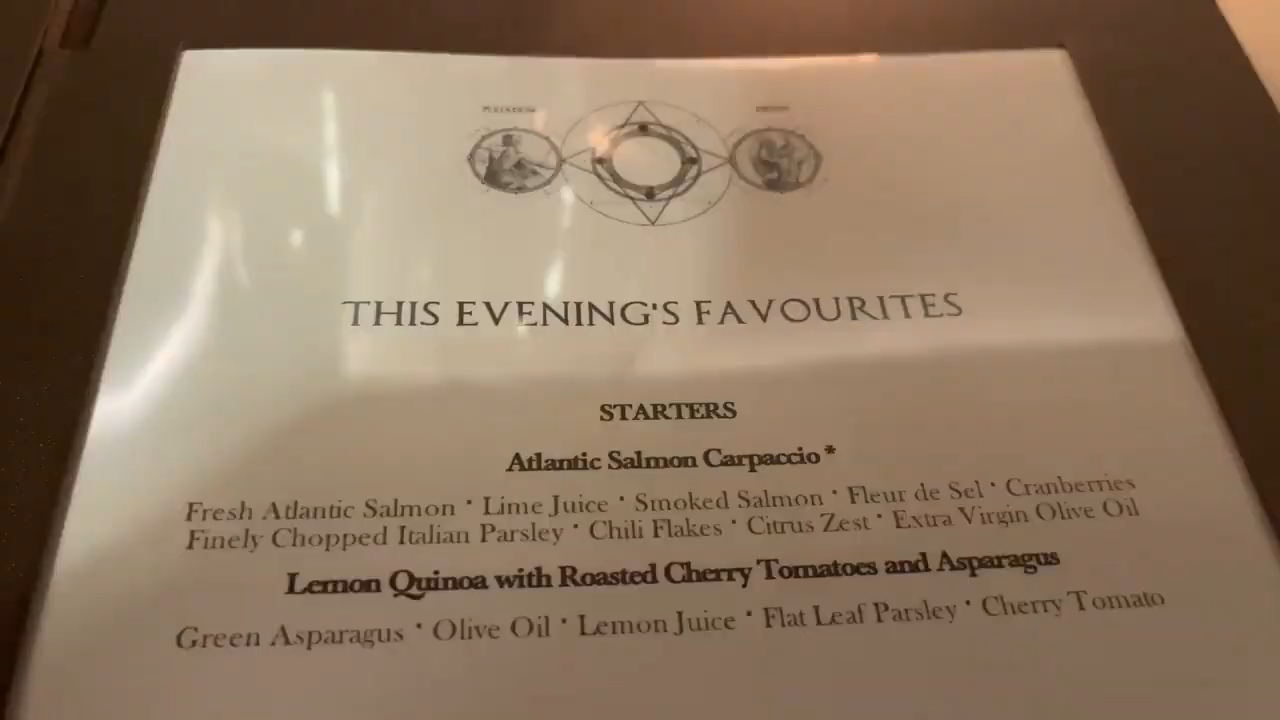 THIS EVENING'S FAVOURITES
STARTERS
Atlantic Salmon Carpaccio*
Fresh Atlantic Salmon · Lime Juice · Smoked Salmon · Fleur de Sel · Cranberries
Finely Chopped Italian Parsley · Chili Flakes · Citrus Zest · Extra Virgin Olive Oil
Lemon Quinoa with Roasted Cherry Tomatoes and Asparagus
Green Asparagus · Olive Oil · Lemon Juice · Flat Leaf Parsley · Cherry Tomato